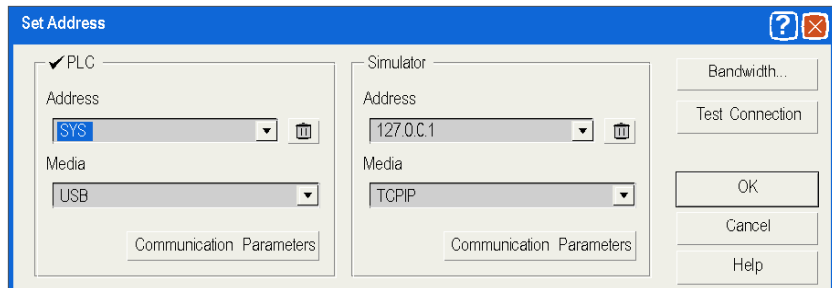 Set Address
?
✔PLC
Address
SYS
Media
USB
Communication Parameters
Simulator
Address
127.0.C.1
Media
TCPIP
Communication Parameters
Bandwidth...
Test Connection
OK
Cancel
Help